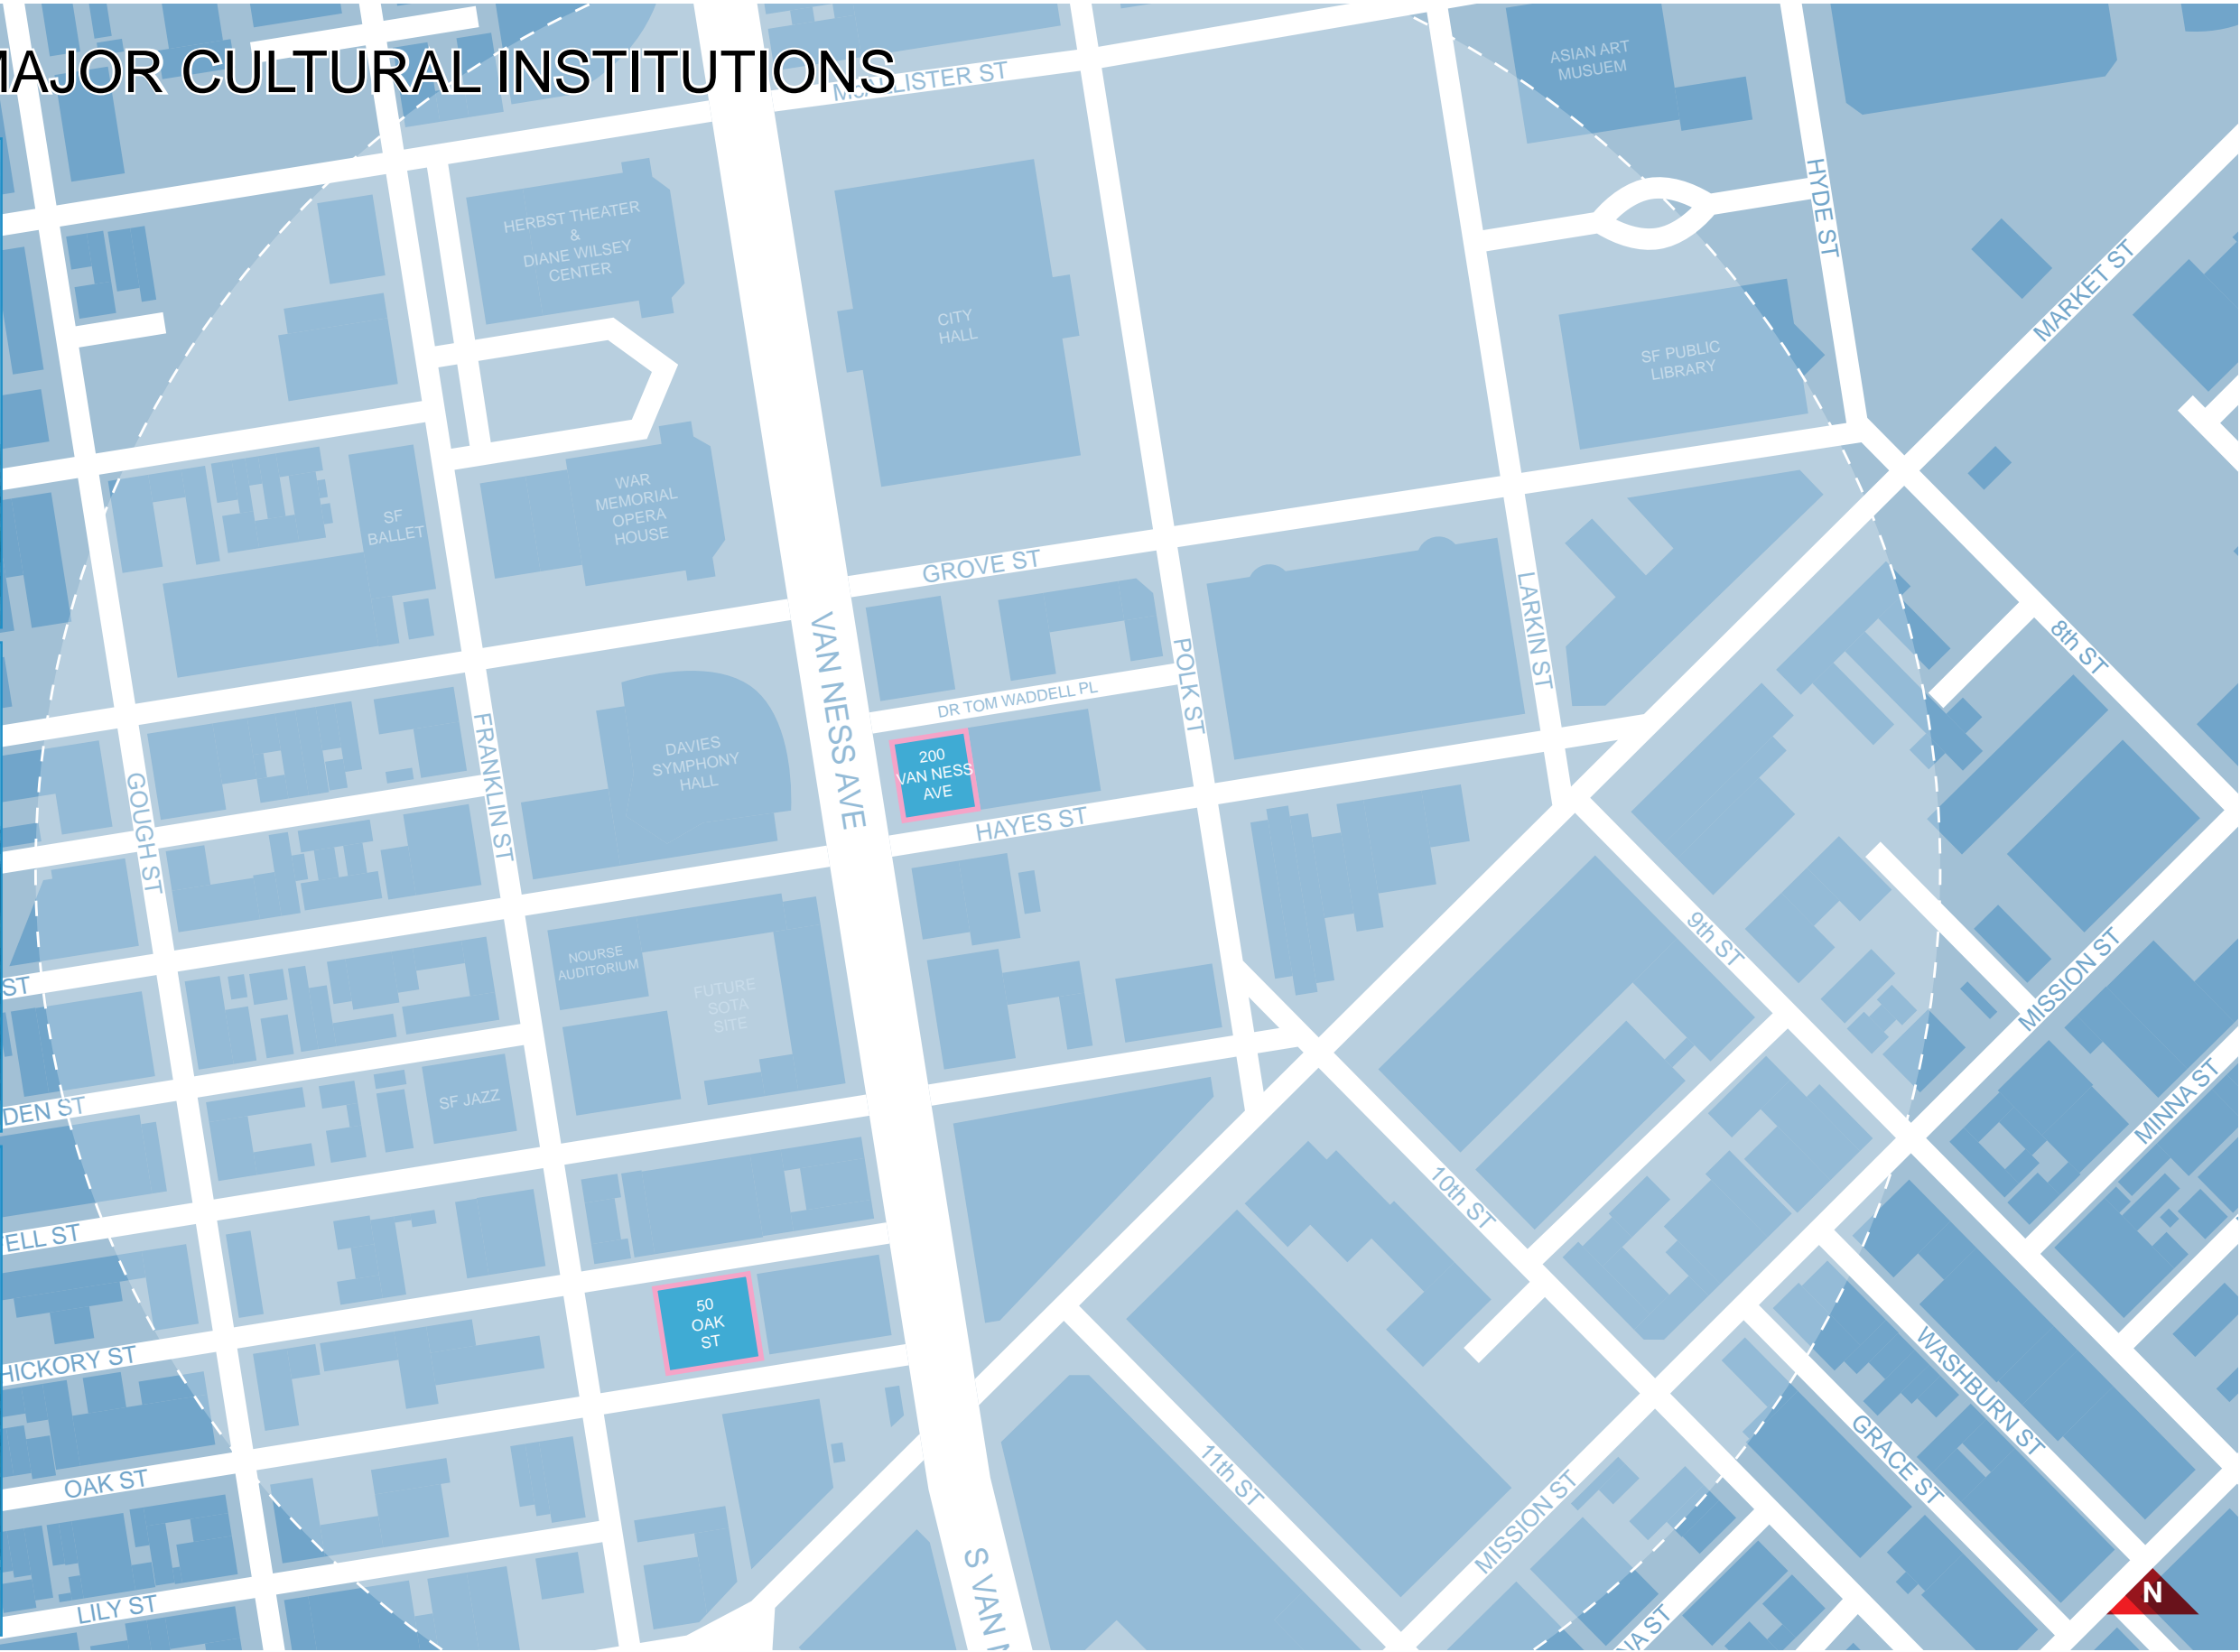 MAJOR CULTURAL INSTITUTIONS
ASIAN ART
MUSUEM
McALLISTER ST
HYDE ST
HERBST THEATER
&
DIANE WILSEY
CENTER
CITY
HALL
MARKET ST
SF PUBLIC
LIBRARY
WAR
MEMORIAL
OPERA
HOUSE
SF
BALLET
GROVE ST
LARKIN ST
VAN NESS AVE
POLK ST
8th ST
DR TOM WADDELL PL
FRANKLIN ST
DAVIES
SYMPHONY
HALL
200
VAN NESS
AVE
GOUGH ST
HAYES ST
9th ST
NOURSE
AUDITORIUM
FUTURE
SOTA
SITE
MISSION ST
ST
SF JAZZ
DEN ST
MINNA ST
10th ST
ELL ST
50
OAK
ST
HICKORY ST
WASHBURN ST
GRACE ST
OAK ST
11th ST
MISSION ST
S VAN N
LILY ST
N
IA ST